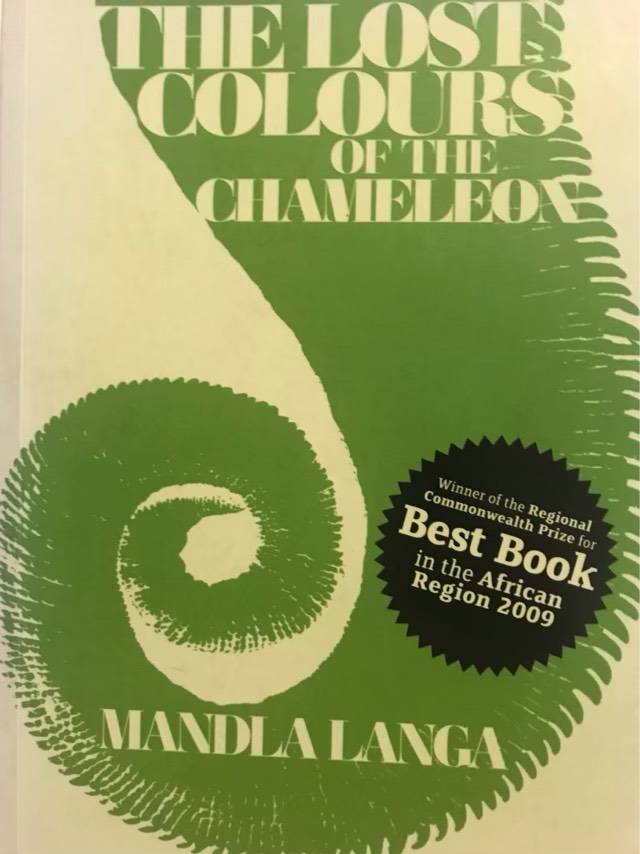 THE LOST
COLOURS
OF THE
CHAMELEON
Winner of the Regional
Commonwealth Prize for
Best Book
in the African
Region 2009
MANDLA LANGA